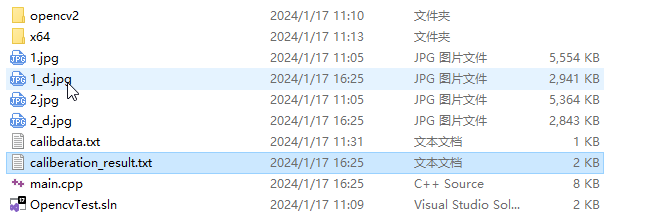 opencv2 2024/1/17 11:10 文件夹
x64 2024/1/17 11:13 文件夹
1.jpg 2024/1/17 11:05 JPG 图片文件 5,554 KB
1_d.jpg 2024/1/17 16:25 JPG 图片文件 2,941 KB
2.jpg 2024/1/17 11:05 JPG 图片文件 5,364 KB
2_d.jpg 2024/1/17 16:25 JPG 图片文件 2,843 KB
calibdata.txt 2024/1/17 11:31 文本文档 1 KB
caliberation_result.txt 2024/1/17 16:25 文本文档 2 KB
main.cpp 2024/1/17 16:25 C++ Source 8 KB
OpencvTest.sln 2024/1/17 11:09 Visual Studio Sol... 2 KB